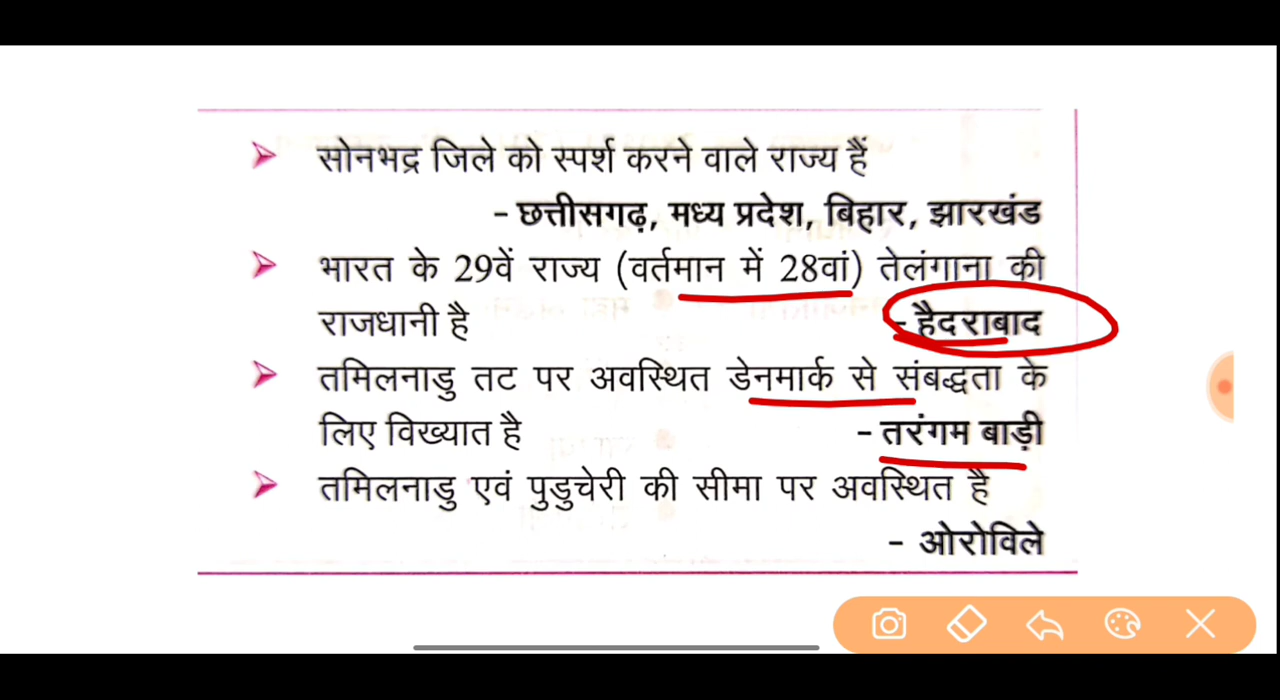 सोनभद्र जिले को स्पर्श करने वाले राज्य हैं
- छत्तीसगढ़, मध्य प्रदेश, बिहार, झारखंड
भारत के 29वें राज्य (वर्तमान में 28वां) तेलंगाना की
राजधानी है - हैदराबाद
तमिलनाडु तट पर अवस्थित डेनमार्क से संबद्धता के
लिए विख्यात है - तरंगम बाड़ी
तमिलनाडु एवं पुडुचेरी की सीमा पर अवस्थित है
- ओरोविले